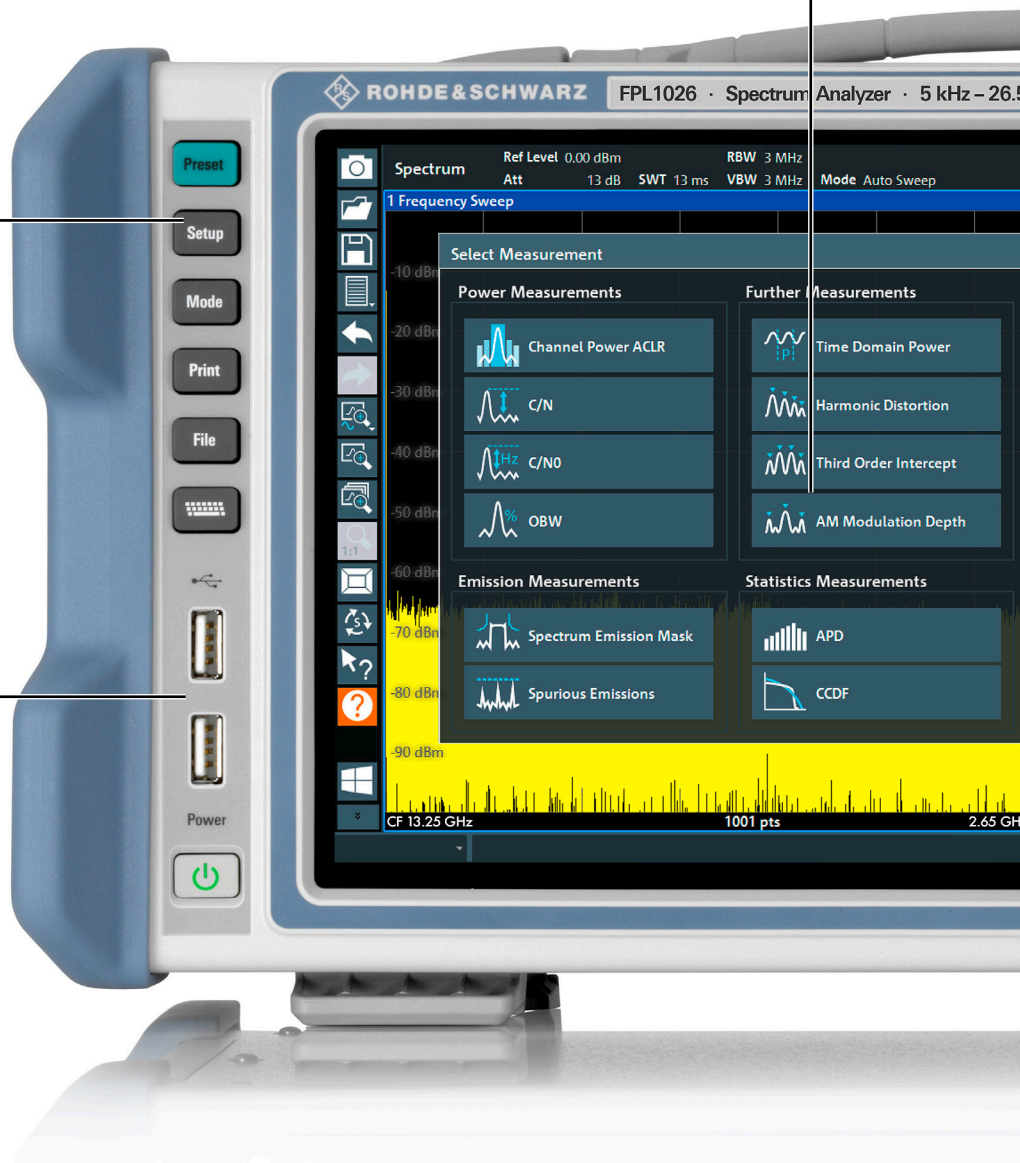 ROHDE&SCHWARZ
FPL1026 · Spectrum Analyzer · 5 kHz – 26.5
Preset
Setup
Mode
Print
File
Power
Spectrum
Ref Level 0.00 dBm
RBW 3 MHz
Att 13 dB SWT 13 ms VBW 3 MHz Mode Auto Sweep
1 Frequency Sweep
Select Measurement
Power Measurements
Channel Power ACLR
C/N
Hz
C/N0
%
OBW
Further Measurements
P
Time Domain Power
Harmonic Distortion
Third Order Intercept
AM Modulation Depth
Emission Measurements
Spectrum Emission Mask
Spurious Emissions
Statistics Measurements
APD
CCDF
-10 dBm
-20 dBm
-30 dBm
-40 dBm
-50 dBm
-60 dBm
-70 dBm
-80 dBm
-90 dBm
1:1
S
?
?
CF 13.25 GHz
1001 pts
2.65 GH